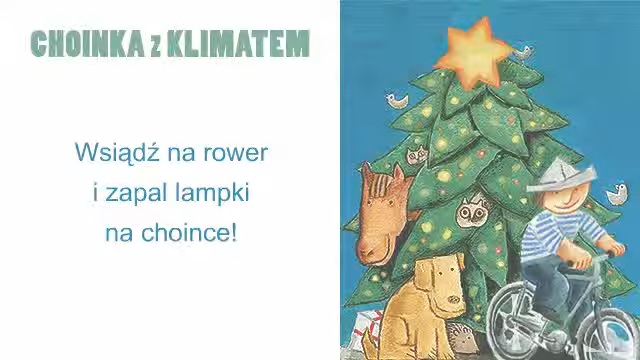 CHOINKA z KLIMATEM
Wsiądź na rower
i zapal lampki
na choince!